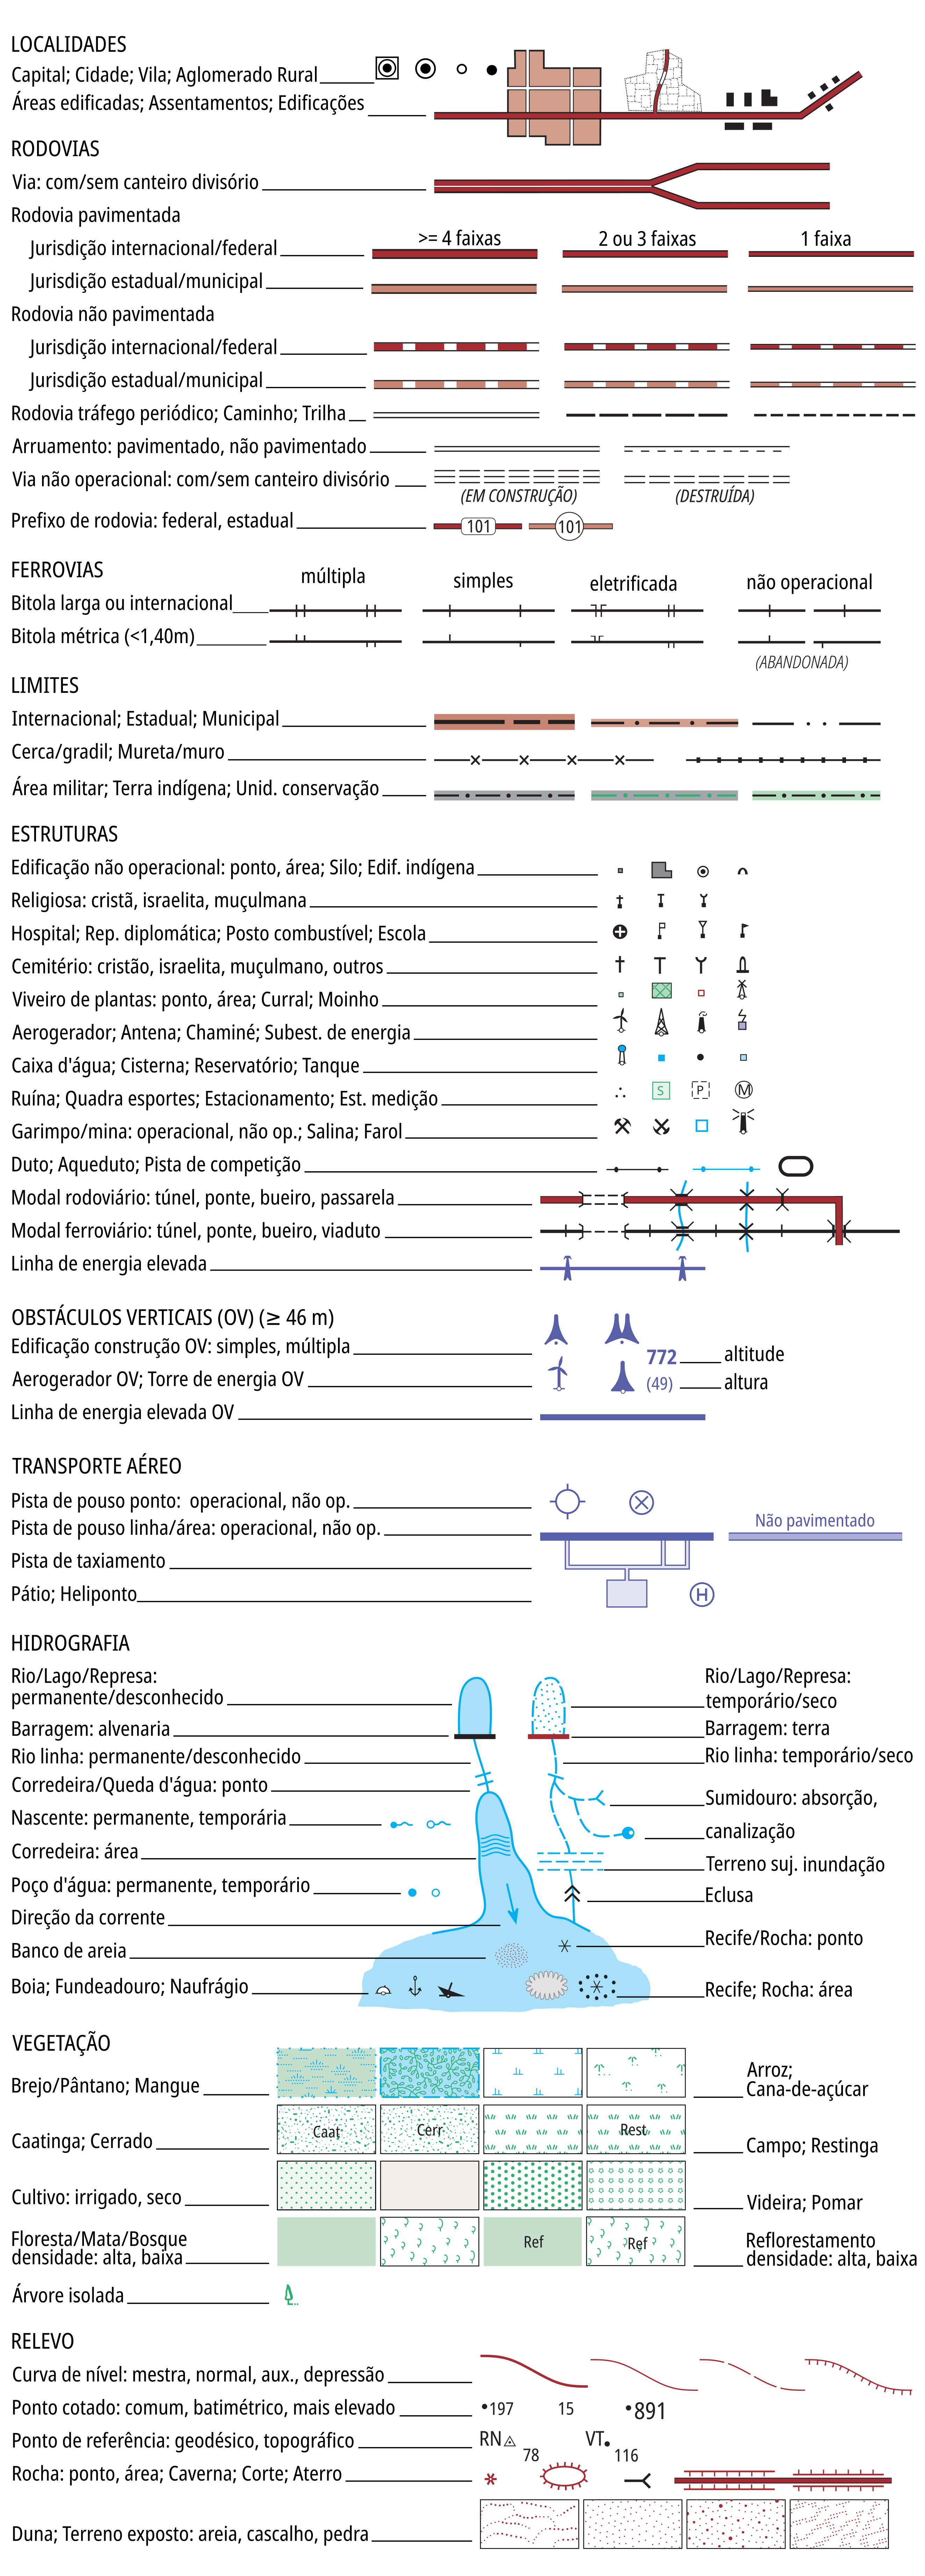 LOCALIDADES
Capital; Cidade; Vila; Aglomerado Rural
Áreas edificadas; Assentamentos; Edificações
RODOVIAS
Via: com/sem canteiro divisório
Rodovia pavimentada
>= 4 faixas 2 ou 3 faixas 1 faixa
Jurisdição internacional/federal
Jurisdição estadual/municipal
Rodovia não pavimentada
Jurisdição internacional/federal
Jurisdição estadual/municipal
Rodovia tráfego periódico; Caminho; Trilha
Arruamento: pavimentado, não pavimentado
Via não operacional: com/sem canteiro divisório
(EM CONSTRUÇÃO) (DESTRUÍDA)
Prefixo de rodovia: federal, estadual 101 101
FERROVIAS
múltipla simples eletrificada não operacional
Bitola larga ou internacional
Bitola métrica (<1,40m)
(ABANDONADA)
LIMITES
Internacional; Estadual; Municipal
Cerca/gradil; Mureta/muro
Área militar; Terra indígena; Unid. conservação
ESTRUTURAS
Edificação não operacional: ponto, área; Silo; Edif. indígena
Religiosa: cristã, israelita, muçulmana
Hospital; Rep. diplomática; Posto combustível; Escola
Cemitério: cristão, israelita, muçulmano, outros
Viveiro de plantas: ponto, área; Curral; Moinho
Aerogerador; Antena; Chaminé; Subest. de energia
Caixa d'água; Cisterna; Reservatório; Tanque
Ruína; Quadra esportes; Estacionamento; Est. medição S P M
Garimpo/mina: operacional, não op.; Salina; Farol
Duto; Aqueduto; Pista de competição
Modal rodoviário: túnel, ponte, bueiro, passarela
Modal ferroviário: túnel, ponte, bueiro, viaduto
Linha de energia elevada
OBSTÁCULOS VERTICAIS (OV) (≥ 46 m)
Edificação construção OV: simples, múltipla
772 altitude
Aerogerador OV; Torre de energia OV
(49) altura
Linha de energia elevada OV
TRANSPORTE AÉREO
Pista de pouso ponto: operacional, não op.
Pista de pouso linha/área: operacional, não op.
Não pavimentado
Pista de taxiamento
Pátio; Heliponto H
HIDROGRAFIA
Rio/Lago/Represa:
permanente/desconhecido
Rio/Lago/Represa:
temporário/seco
Barragem: alvenaria
Barragem: terra
Rio linha: permanente/desconhecido
Rio linha: temporário/seco
Corredeira/Queda d'água: ponto
Sumidouro: absorção,
canalização
Nascente: permanente, temporária
Corredeira: área
Terreno suj. inundação
Poço d'água: permanente, temporário
Eclusa
Direção da corrente
Recife/Rocha: ponto
Banco de areia
Boia; Fundeadouro; Naufrágio
Recife; Rocha: área
VEGETAÇÃO
Brejo/Pântano; Mangue
Arroz;
Cana-de-açúcar
Caatinga; Cerrado
Caat Cerr Rest
Campo; Restinga
Cultivo: irrigado, seco
Videira; Pomar
Floresta/Mata/Bosque
densidade: alta, baixa
Ref Ref
Reflorestamento
densidade: alta, baixa
Árvore isolada
RELEVO
Curva de nível: mestra, normal, aux., depressão
Ponto cotado: comum, batimétrico, mais elevado 197 15 891
Ponto de referência: geodésico, topográfico RN VT
78 116
Rocha: ponto, área; Caverna; Corte; Aterro
Duna; Terreno exposto: areia, cascalho, pedra